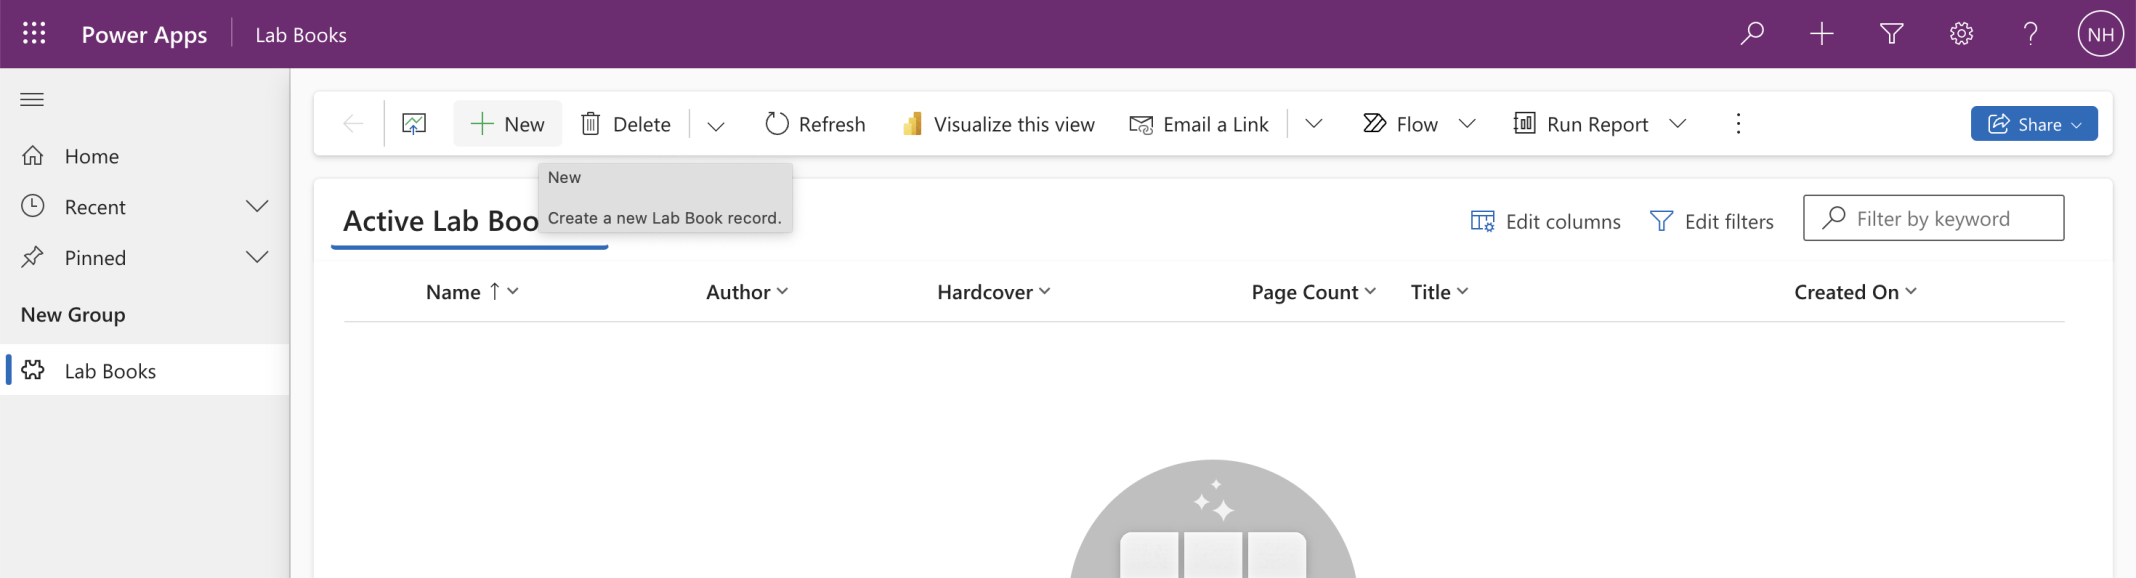 Power Apps
Lab Books
NH
Home
Recent
Pinned
New Group
Lab Books
New
Delete
Refresh
Visualize this view
Email a Link
Flow
Run Report
Share
New
Create a new Lab Book record.
Active Lab Boo
Edit columns
Edit filters
Filter by keyword
Name
Author
Hardcover
Page Count
Title
Created On